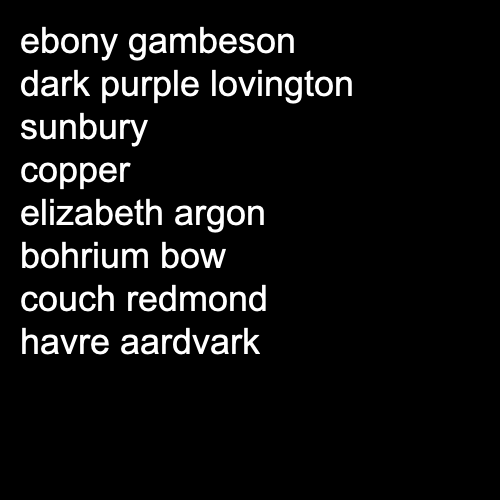 ebony gambeson
dark purple lovington
sunbury
copper
elizabeth argon
bohrium bow
couch redmond
havre aardvark